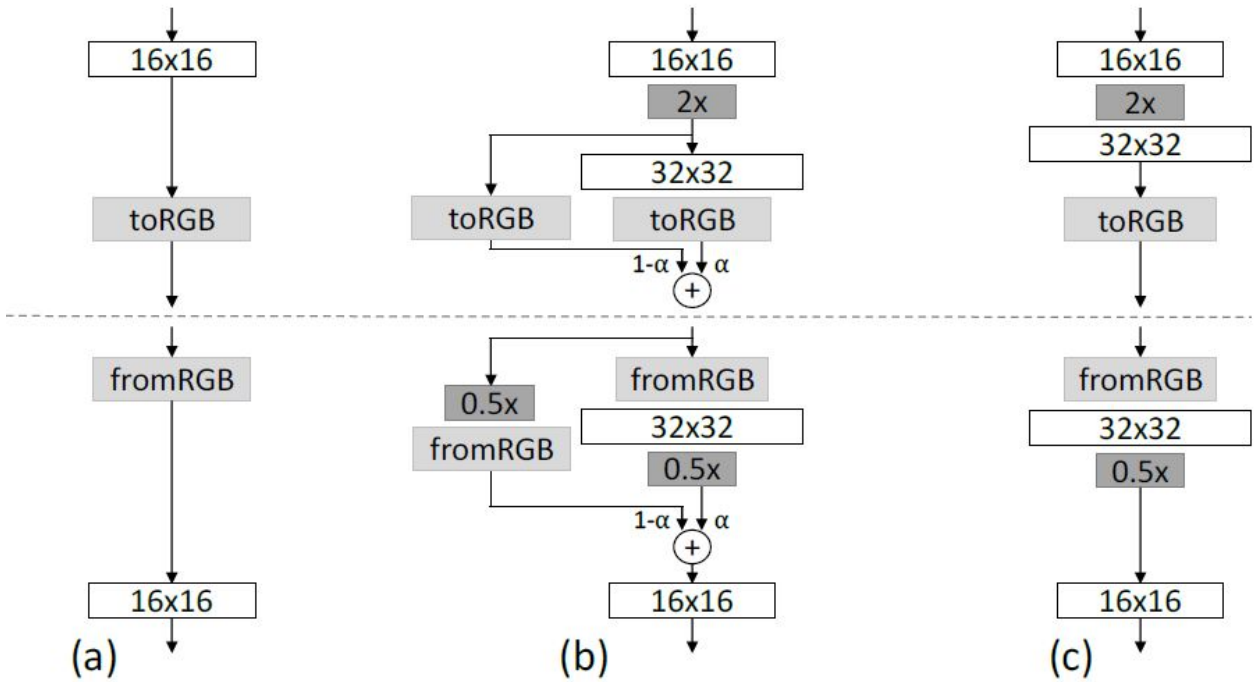 16x16
toRGB
fromRGB
16x16
(a)
16x16
2x
32x32
toRGB
toRGB
1-α
α
+
0.5x
fromRGB
fromRGB
32x32
0.5x
1-α
α
+
16x16
(b)
16x16
2x
32x32
toRGB
fromRGB
32x32
0.5x
16x16
(c)